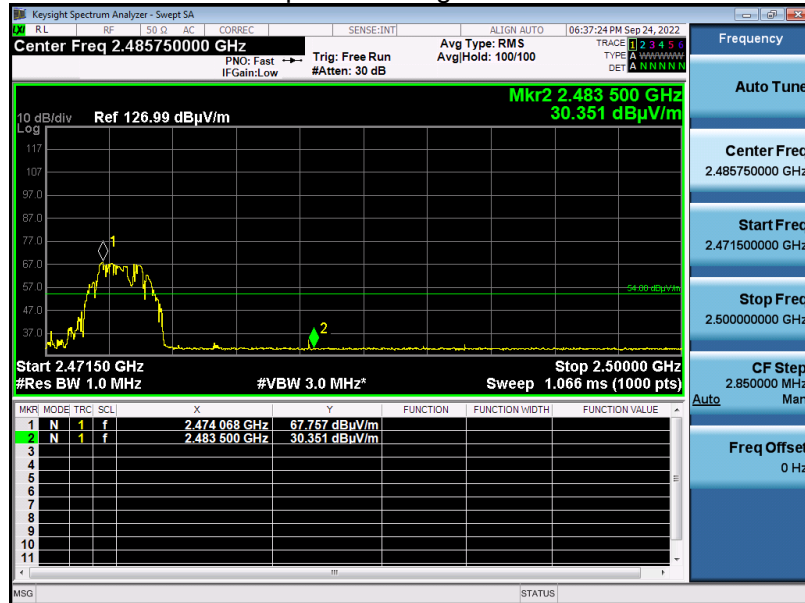 Keysight Spectrum Analyzer - Swept SA
RL RF 50 Ω AC CORREC SENSE:INT ALIGN AUTO 06:37:24 PM Sep 24, 2022
Center Freq 2.485750000 GHz
PNO: Fast
IFGain:Low
Trig: Free Run
#Atten: 30 dB
Avg Type: RMS
Avg|Hold: 100/100
TRACE 1 2 3 4 5 6
TYPE A WWWWW
DET A N N N N N
Mkr2 2.483 500 GHz
30.351 dBµV/m
10 dB/div Ref 126.99 dBµV/m
Log
117
107
97.0
87.0
77.0
67.0
57.0
47.0
37.0
1
2
54.00 dBµV/m
Start 2.47150 GHz Stop 2.50000 GHz
#Res BW 1.0 MHz #VBW 3.0 MHz* Sweep 1.066 ms (1000 pts)
MKR MODE TRC SCL X Y FUNCTION FUNCTION WIDTH FUNCTION VALUE
1 N 1 f 2.474 068 GHz 67.757 dBµV/m
2 N 1 f 2.483 500 GHz 30.351 dBµV/m
3
4
5
6
7
8
9
10
11
MSG STATUS
Frequency
Auto Tune
Center Freq
2.485750000 GHz
Start Freq
2.471500000 GHz
Stop Freq
2.500000000 GHz
CF Step
2.850000 MHz
Auto Man
Freq Offset
0 Hz